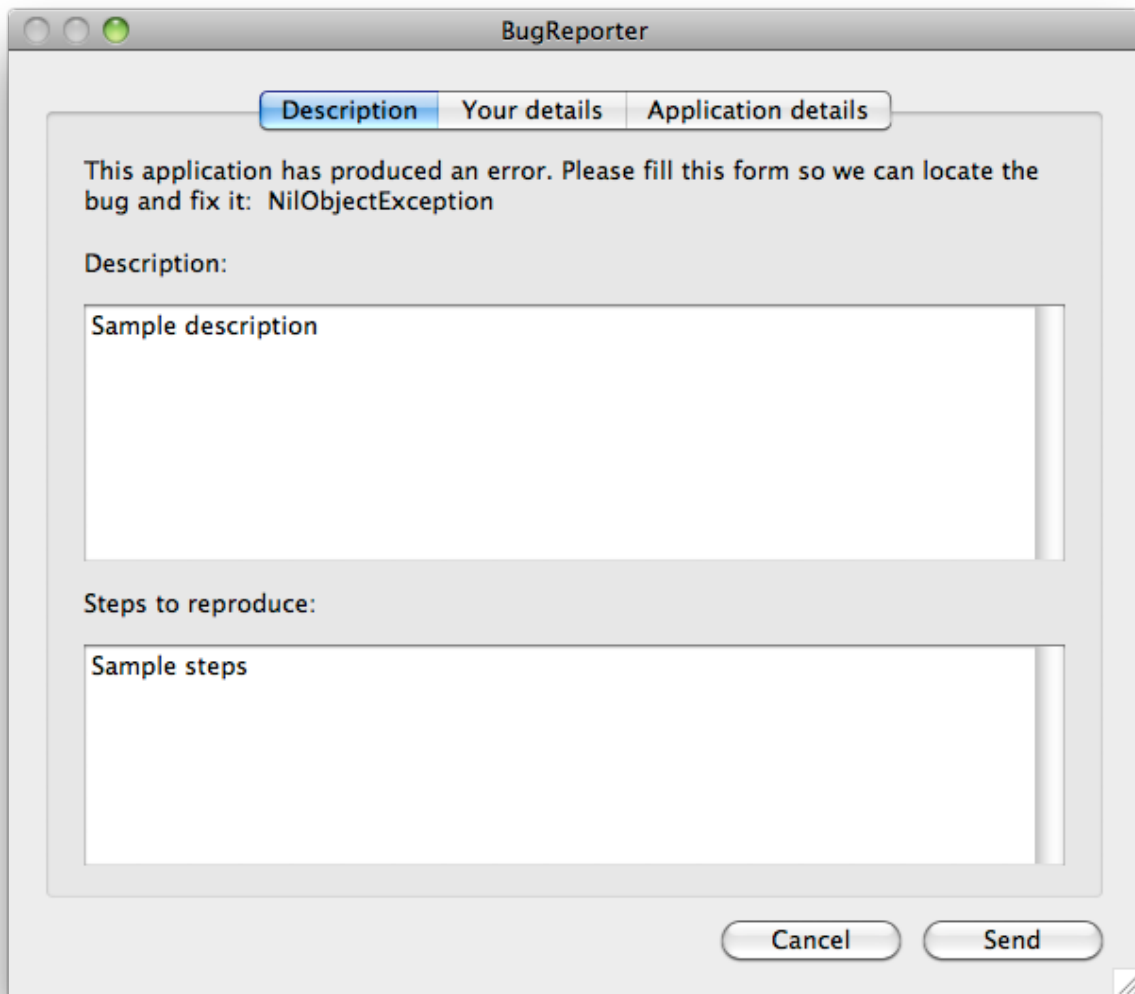 BugReporter
Description
Your details
Application details
This application has produced an error. Please fill this form so we can locate the
bug and fix it:  NilObjectException
Description:
Sample description
Steps to reproduce:
Sample steps
Cancel
Send